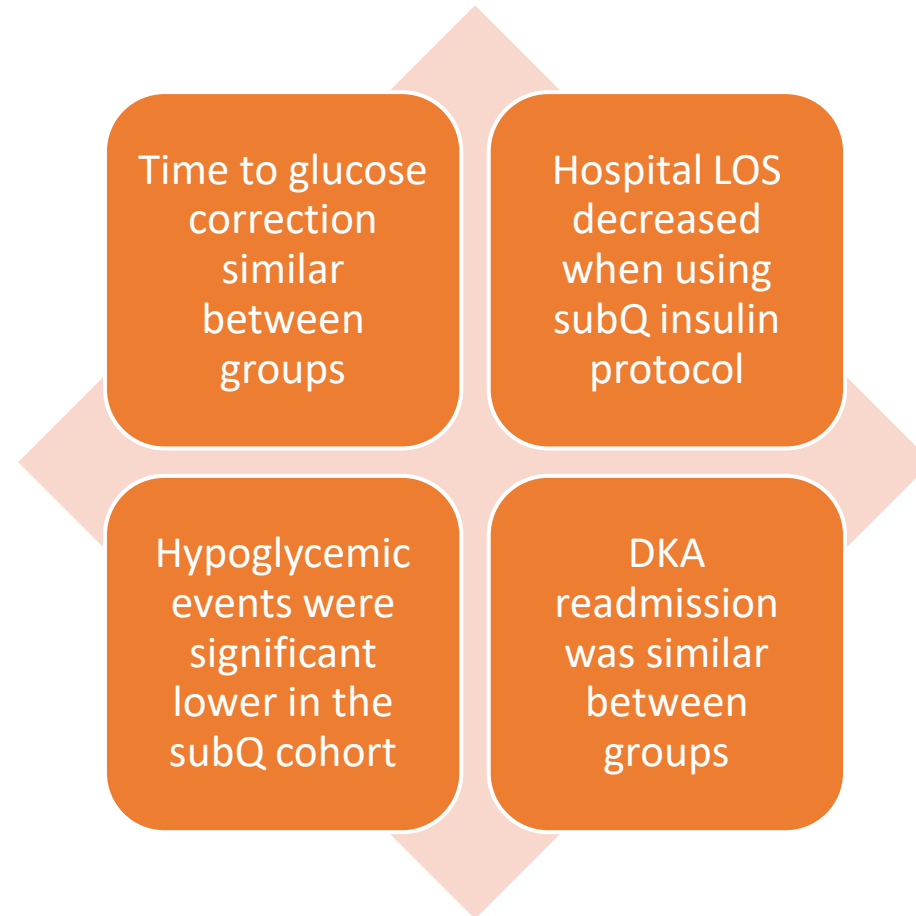 Time to glucose
correction
similar
between
groups
Hospital LOS
decreased
when using
subQ insulin
protocol
Hypoglycemic
events were
significant
lower in the
subQ cohort
DKA
readmission
was similar
between
groups